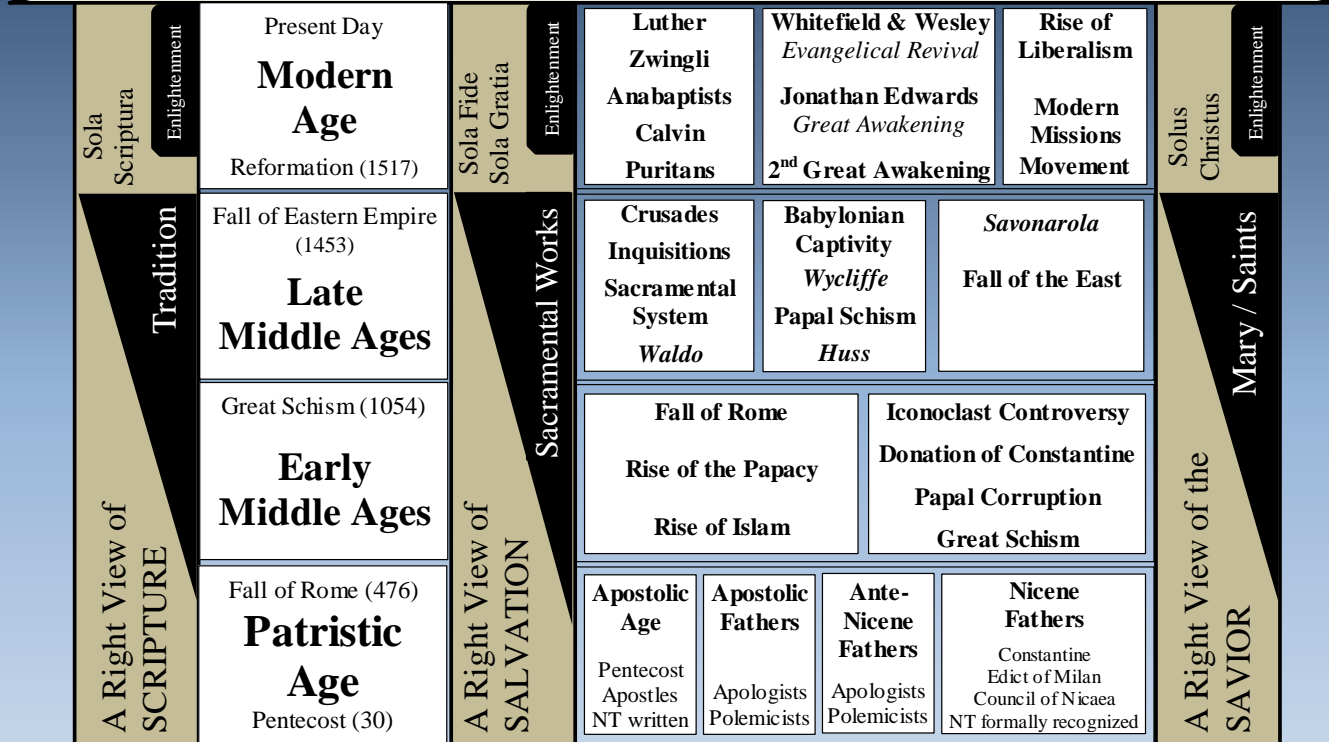 Sola
Scriptura
Enlightenment
Tradition
A Right View of
SCRIPTURE
Present Day
Modern
Age
Reformation (1517)
Fall of Eastern Empire
(1453)
Late
Middle Ages
Great Schism (1054)
Early
Middle Ages
Fall of Rome (476)
Patristic
Age
Pentecost (30)
Sola Fide
Sola Gratia
Enlightenment
Sacramental Works
A Right View of
SALVATION
Luther
Zwingli
Anabaptists
Calvin
Puritans
Whitefield & Wesley
Evangelical Revival
Jonathan Edwards
Great Awakening
2nd Great Awakening
Rise of
Liberalism
Modern
Missions
Movement
Crusades
Inquisitions
Sacramental
System
Waldo
Babylonian
Captivity
Wycliffe
Papal Schism
Huss
Savonarola
Fall of the East
Fall of Rome
Rise of the Papacy
Rise of Islam
Iconoclast Controversy
Donation of Constantine
Papal Corruption
Great Schism
Apostolic
Age
Pentecost
Apostles
NT written
Apostolic
Fathers
Apologists
Polemicists
Ante-
Nicene
Fathers
Apologists
Polemicists
Nicene
Fathers
Constantine
Edict of Milan
Council of Nicaea
NT formally recognized
Solus
Christus
Enlightenment
Mary / Saints
A Right View of the
SAVIOR